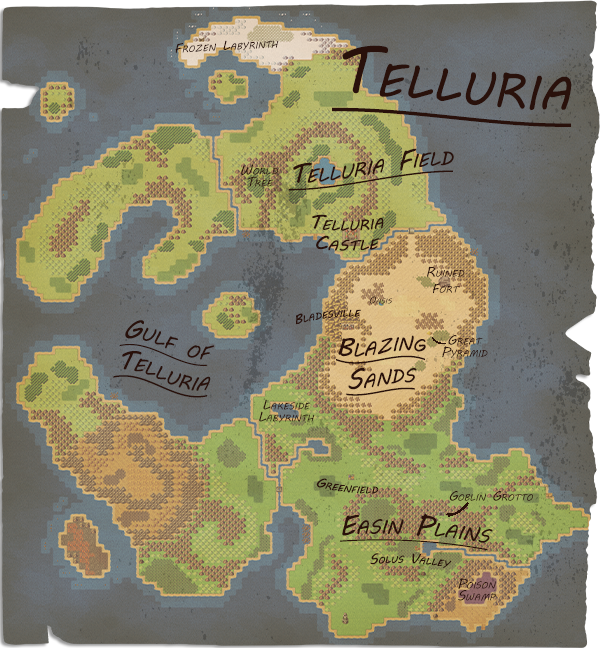 FROZEN LABYRINTH
TELLURIA
WORLD
TREE
TELLURIA FIELD
TELLURIA
CASTLE
RUINED
FORT
OASIS
BLADESVILLE
GREAT
PYRAMID
BLAZING
SANDS
GULF OF
TELLURIA
LAKESIDE
LABYRINTH
GREENFIELD
GOBLIN GROTTO
EASIN PLAINS
SOLUS VALLEY
POISON
SWAMP